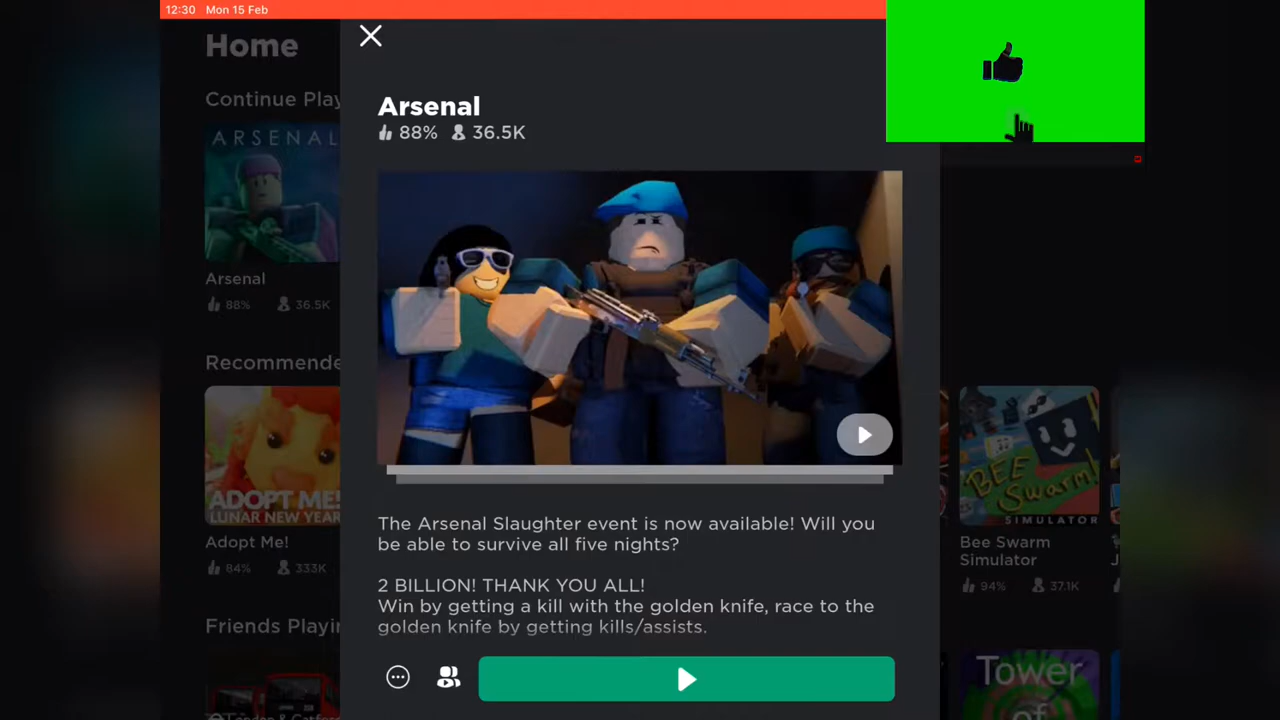 12:30 Mon 15 Feb
Home
Continue Play
ARSENAL
Arsenal
88% 36.5K
Recommende
ADOPT ME!
LUNAR NEW YEAR
Adopt Me!
84% 333K
Friends Playin
Arsenal
88% 36.5K
The Arsenal Slaughter event is now available! Will you
be able to survive all five nights?
2 BILLION! THANK YOU ALL!
Win by getting a kill with the golden knife, race to the
golden knife by getting kills/assists.
BEE
SWarm!
SIMULATOR
Bee Swarm
Simulator
94% 37.1K
Tower
of